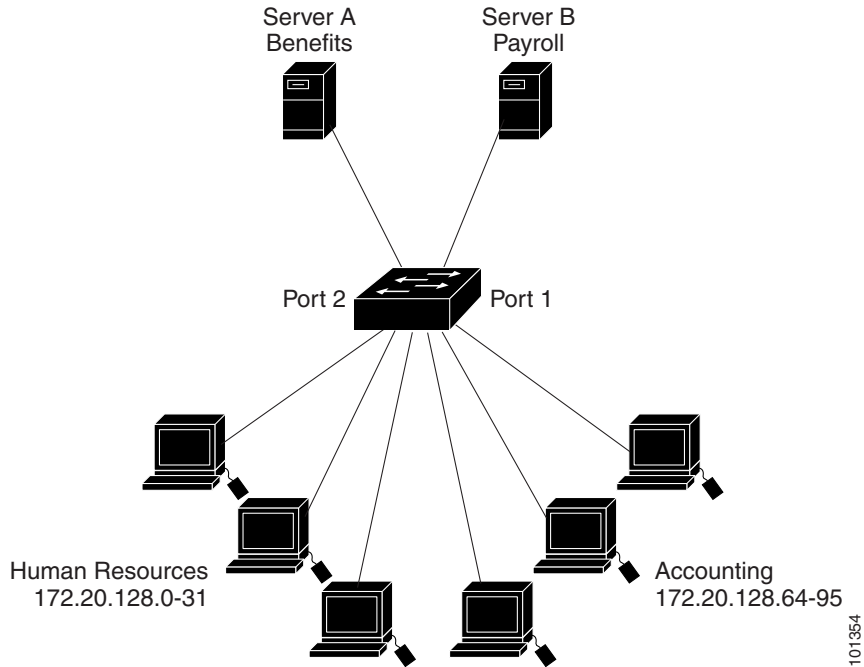 Server A
Benefits
Server B
Payroll
Port 2
Port 1
Human Resources
172.20.128.0-31
Accounting
172.20.128.64-95
101354